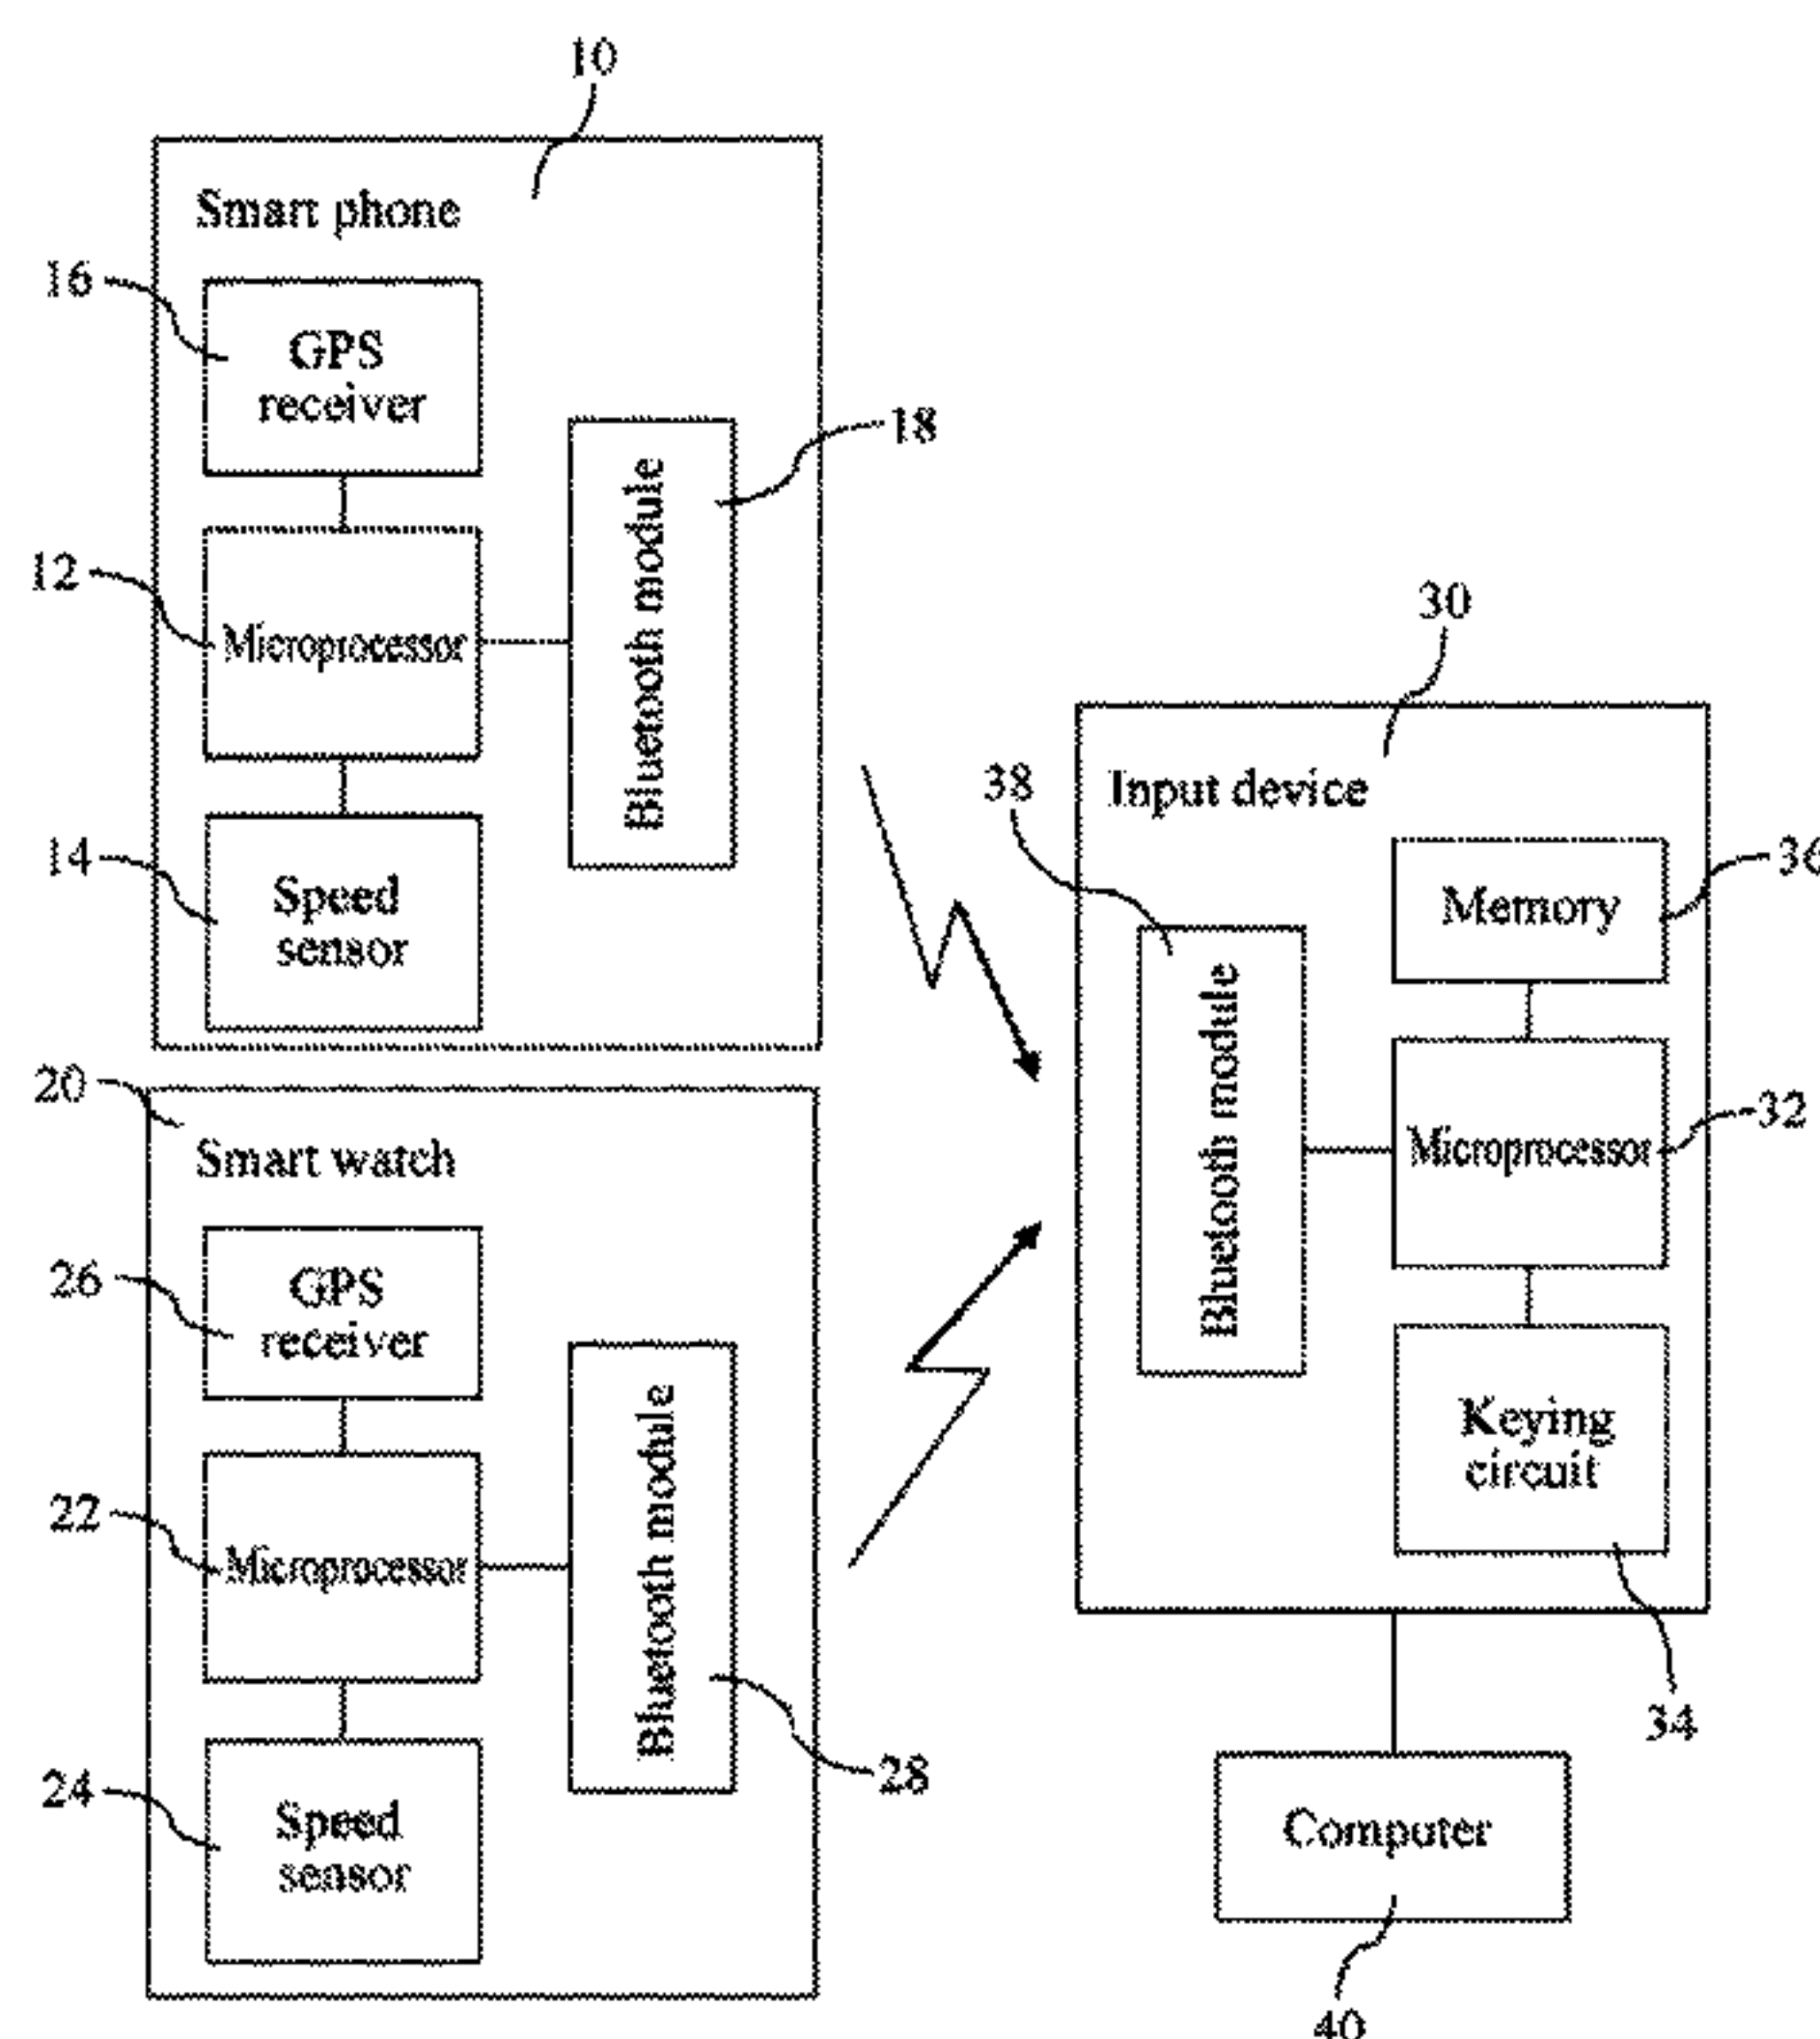 10
Smart phone
16
GPS
receiver
18
Bluetooth module
12
Microprocessor
14
Speed
sensor
30
Input device
38
Memory
36
Bluetooth module
Microprocessor
32
Keying
circuit
34
20
Smart watch
26
GPS
receiver
22
Microprocessor
Bluetooth module
28
24
Speed
sensor
Computer
40